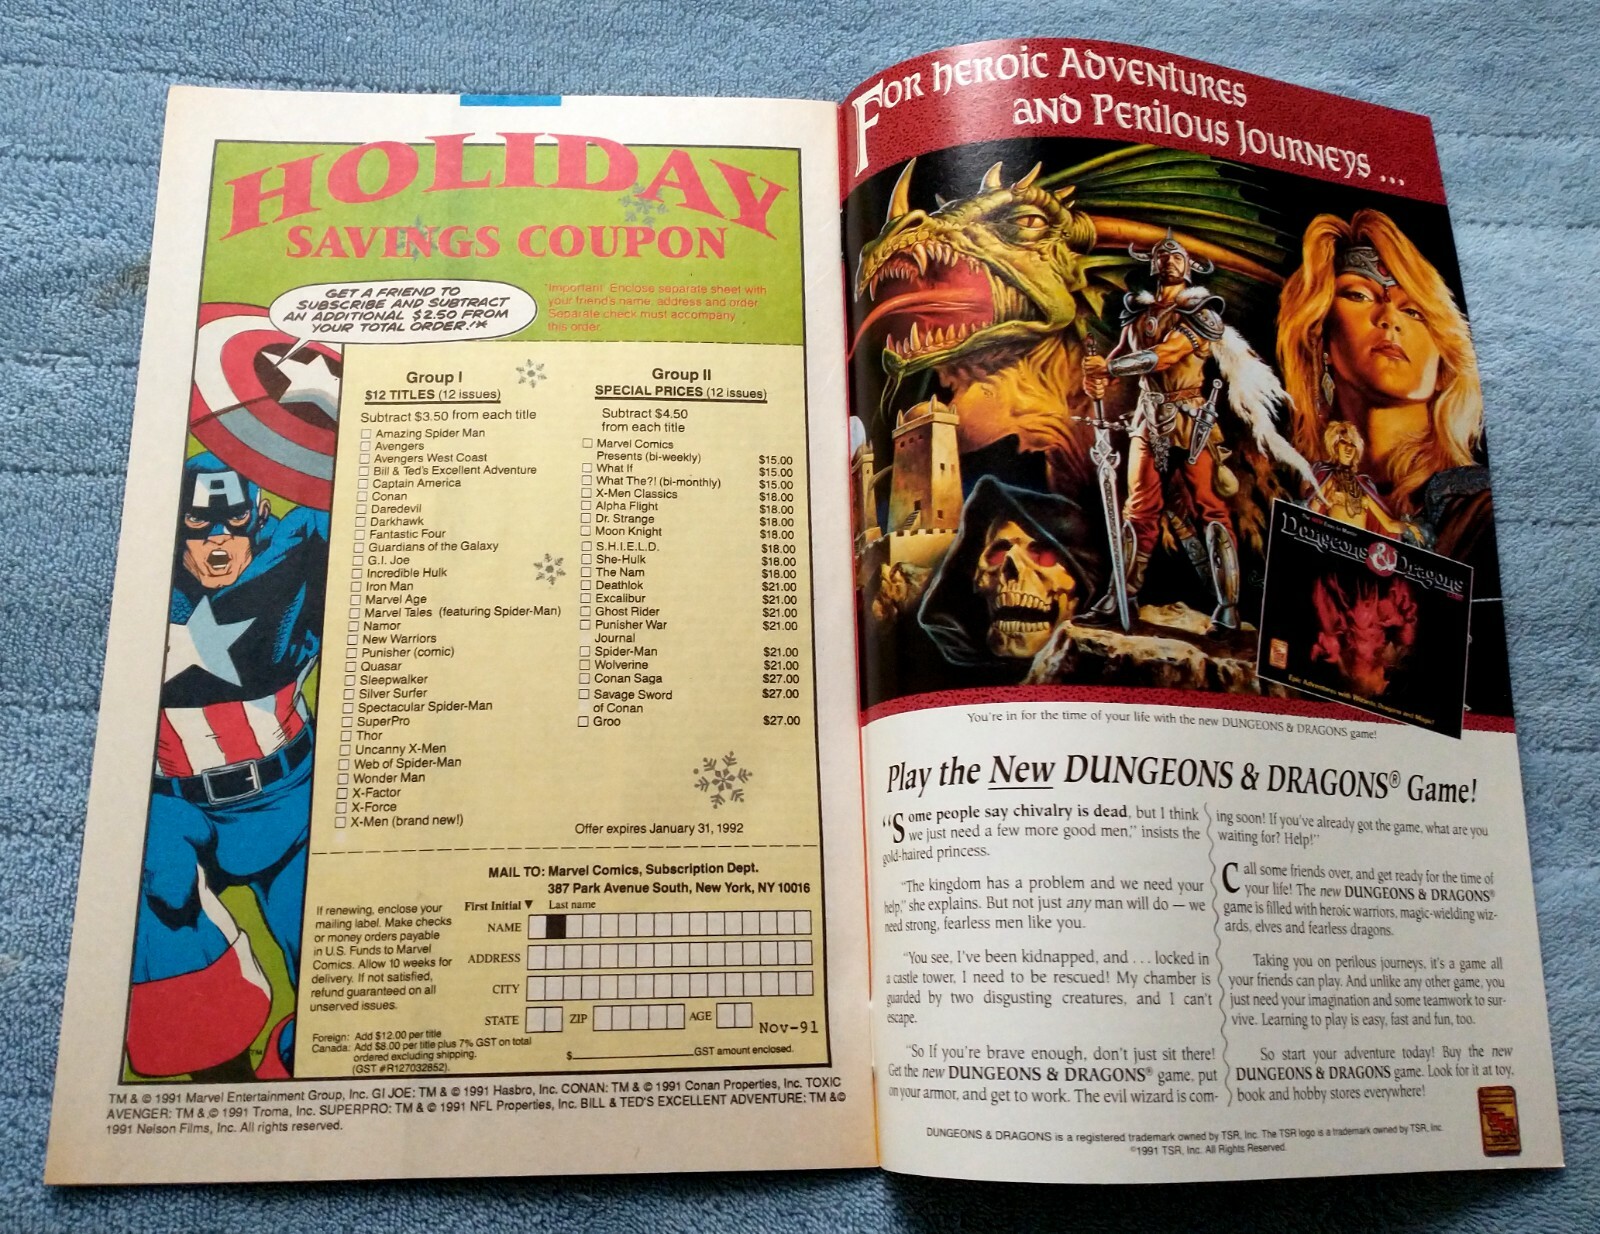 HOLIDAY
SAVINGS COUPON
GET A FRIEND TO
SUBSCRIBE AND SUBTRACT
AN ADDITIONAL $2.50 FROM
YOUR TOTAL ORDER!*
*Important: Enclose separate sheet with
your friend's name, address and order.
Separate check must accompany
this order.
A
Group I
$12 TITLES (12 issues)
Subtract $3.50 from each title
Amazing Spider Man
Avengers
Avengers West Coast
Bill & Ted's Excellent Adventure
Captain America
Conan
Daredevil
Darkhawk
Fantastic Four
Guardians of the Galaxy
G.I. Joe
Incredible Hulk
Iron Man
Marvel Age
Marvel Tales (featuring Spider-Man)
Namor
New Warriors
Punisher (comic)
Quasar
Sleepwalker
Silver Surfer
Spectacular Spider-Man
SuperPro
Thor
Uncanny X-Men
Web of Spider-Man
Wonder Man
X-Factor
X-Force
X-Men (brand new!)
Group II
SPECIAL PRICES (12 issues)
Subtract $4.50
from each title
Marvel Comics
Presents (bi-weekly) $15.00
What If $15.00
What The?! (bi-monthly) $15.00
X-Men Classics $18.00
Alpha Flight $18.00
Dr. Strange $18.00
Moon Knight $18.00
S.H.I.E.L.D. $18.00
She-Hulk $18.00
The Nam $18.00
Deathlok $21.00
Excalibur $21.00
Ghost Rider $21.00
Punisher War $21.00
Journal
Spider-Man $21.00
Wolverine $21.00
Conan Saga $27.00
Savage Sword $27.00
of Conan
Groo $27.00
Offer expires January 31, 1992
MAIL TO: Marvel Comics, Subscription Dept.
387 Park Avenue South, New York, NY 10016
If renewing, enclose your
mailing label. Make checks
or money orders payable
in U.S. Funds to Marvel
Comics. Allow 10 weeks for
delivery. If not satisfied,
refund guaranteed on all
unserved issues.
First Initial ▼ Last name
NAME
ADDRESS
CITY
STATE ZIP AGE
Nov-91
Foreign: Add $12.00 per title
Canada: Add $8.00 per title plus 7% GST on total
ordered excluding shipping.
(GST #R127032852).
$ GST amount enclosed.
TM
TM & © 1991 Marvel Entertainment Group, Inc. GI JOE: TM & © 1991 Hasbro, Inc. CONAN: TM & © 1991 Conan Properties, Inc. TOXIC
AVENGER: TM & © 1991 Troma, Inc. SUPERPRO: TM & © 1991 NFL Properties, Inc. BILL & TED'S EXCELLENT ADVENTURE: TM &©
1991 Nelson Films, Inc. All rights reserved.
For Heroic Adventures
and Perilous Journeys ...
Dungeons & Dragons
Epic Adventures with Wizards, Dragons and Magic!
You're in for the time of your life with the new DUNGEONS & DRAGONS game!
Play the New DUNGEONS & DRAGONS® Game!
"Some people say chivalry is dead, but I think
we just need a few more good men," insists the
gold-haired princess.
"The kingdom has a problem and we need your
help," she explains. But not just any man will do — we
need strong, fearless men like you.
"You see, I've been kidnapped, and . . . locked in
a castle tower. I need to be rescued! My chamber is
guarded by two disgusting creatures, and I can't
escape.
"So If you're brave enough, don't just sit there!
Get the new DUNGEONS & DRAGONS® game, put
on your armor, and get to work. The evil wizard is com-
ing soon! If you've already got the game, what are you
waiting for? Help!"
Call some friends over, and get ready for the time of
your life! The new DUNGEONS & DRAGONS®
game is filled with heroic warriors, magic-wielding wiz-
ards, elves and fearless dragons.
Taking you on perilous journeys, it's a game all
your friends can play. And unlike any other game, you
just need your imagination and some teamwork to sur-
vive. Learning to play is easy, fast and fun, too.
So start your adventure today! Buy the new
DUNGEONS & DRAGONS game. Look for it at toy,
book and hobby stores everywhere!
DUNGEONS & DRAGONS is a registered trademark owned by TSR, Inc. The TSR logo is a trademark owned by TSR, Inc.
©1991 TSR, Inc. All Rights Reserved.